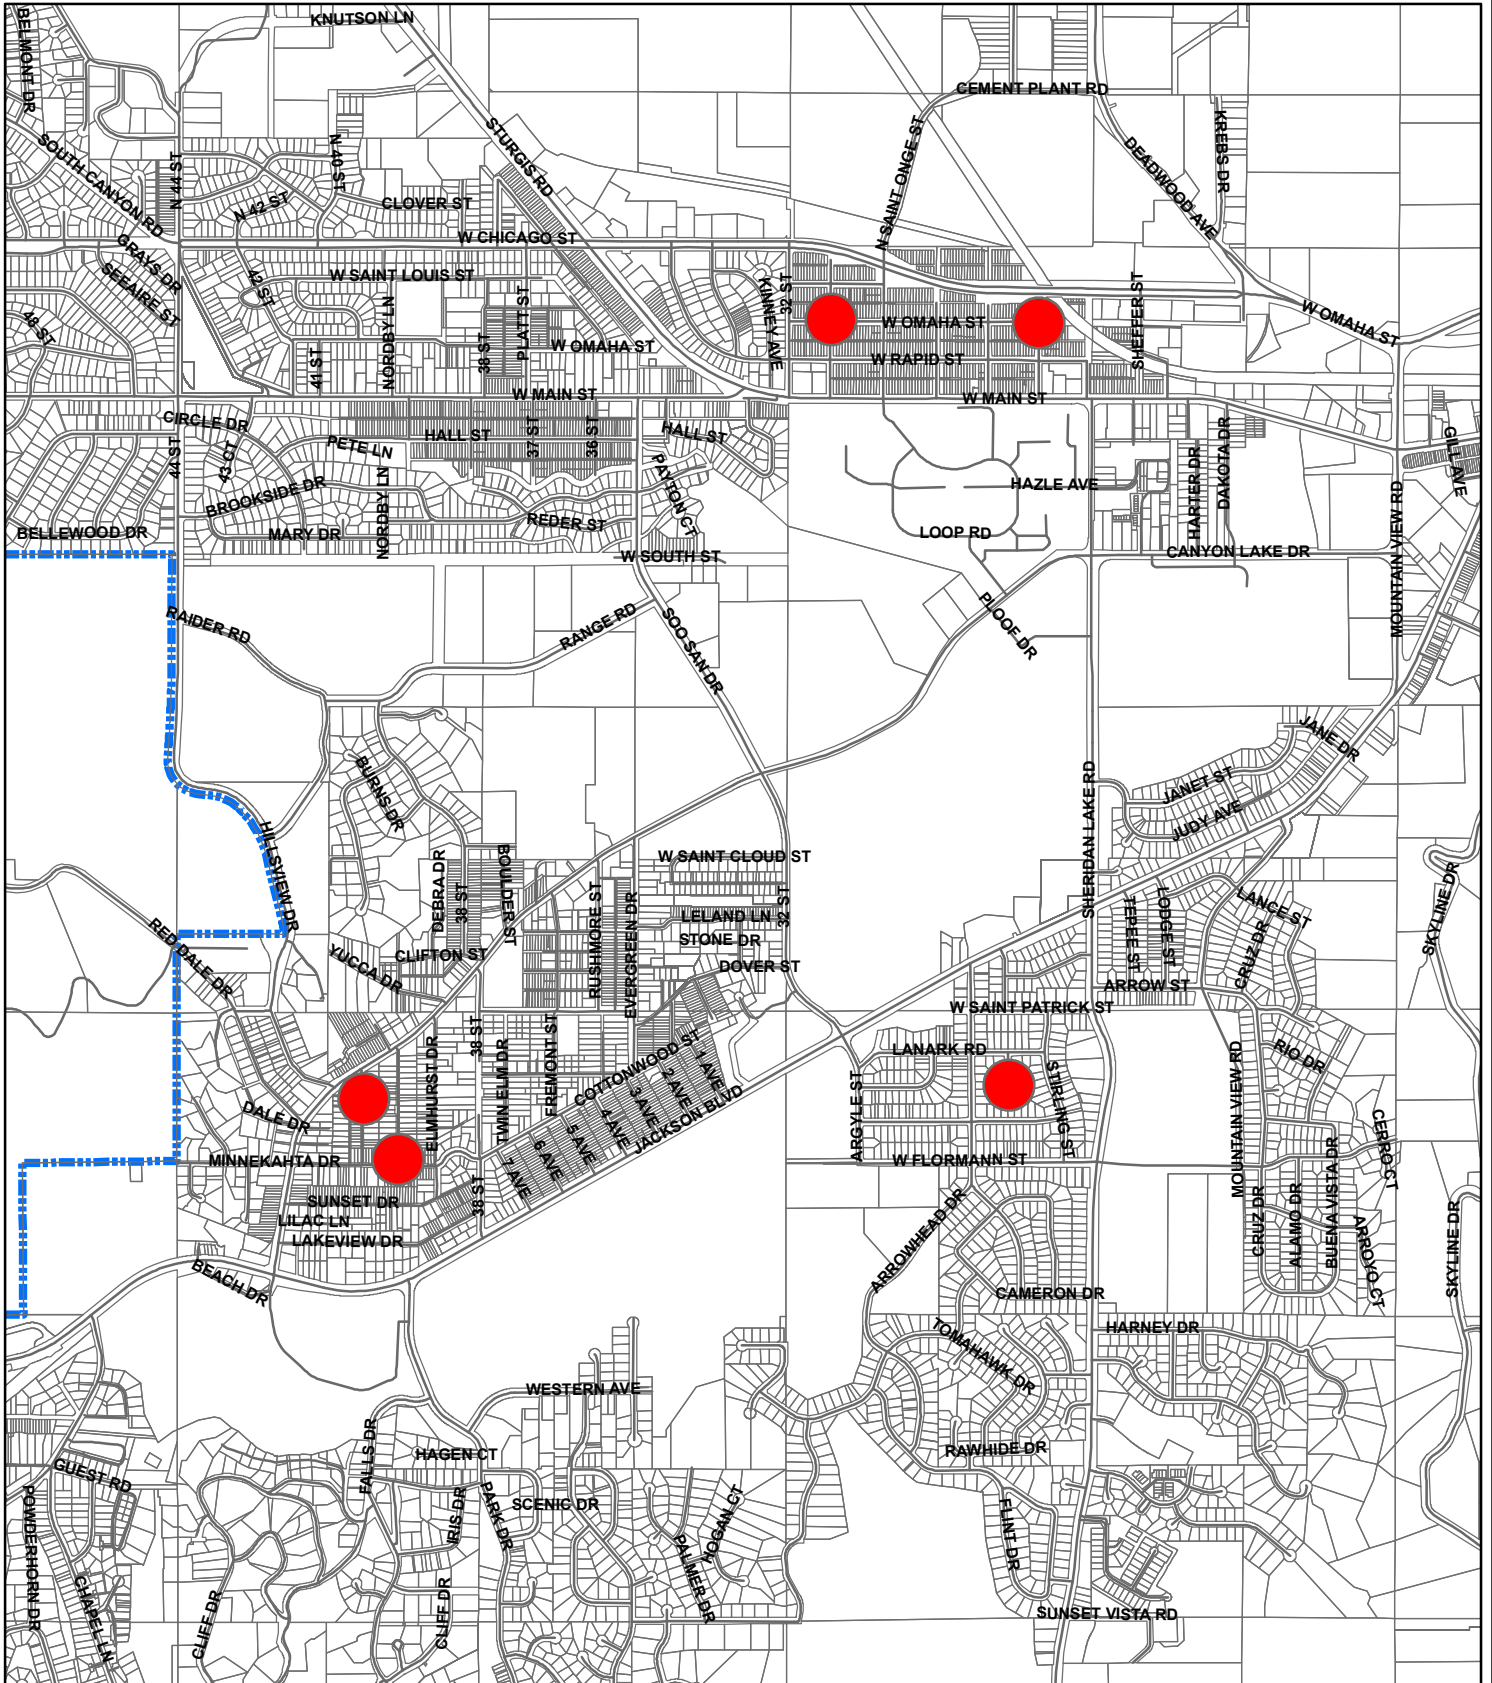 KNUTSON LN
BELMONT DR
CEMENT PLANT RD
STURGIS RD
N SAINT ONGE ST
KREBS DR
DEADWOOD AVE
SOUTH CANYON RD
N 44 ST
N 40 ST
N 42 ST
CLOVER ST
W CHICAGO ST
GRAYS DR
SEEAIRE ST
42 ST
W SAINT LOUIS ST
KINNEY AVE
32 ST
SHEFFER ST
W OMAHA ST
48 ST
NORDBY LN
PLATT ST
38 ST
41 ST
W OMAHA ST
W OMAHA ST
W RAPID ST
W MAIN ST
W MAIN ST
CIRCLE DR
44 ST
43 CT
PETE LN
HALL ST
37 ST
36 ST
HALL ST
GILL AVE
PAYTON CT
HAZLE AVE
HARTER DR
DAKOTA DR
BROOKSIDE DR
NORDBY LN
REDER ST
BELLEWOOD DR
MARY DR
LOOP RD
W SOUTH ST
CANYON LAKE DR
MOUNTAIN VIEW RD
RAIDER RD
RANGE RD
SOO SAN DR
PLOOF DR
JANE DR
BURNS DR
JANET ST
JUDY AVE
SHERIDAN LAKE RD
HILLSVIEW DR
W SAINT CLOUD ST
DEBRA DR
38 ST
BOULDER ST
RUSHMORE ST
EVERGREEN DR
LELAND LN
32 ST
STONE DR
DOVER ST
TEPEE ST
LODGE ST
LANCE ST
CRUZ DR
SKYLINE DR
RED DALE DR
YUCCA DR
CLIFTON ST
ARROW ST
W SAINT PATRICK ST
ELMHURST DR
38 ST
TWIN ELM DR
FREMONT ST
COTTONWOOD ST
1 AVE
2 AVE
3 AVE
4 AVE
5 AVE
6 AVE
7 AVE
JACKSON BLVD
LANARK RD
ARGYLE ST
STIRLING ST
MOUNTAIN VIEW RD
RIO DR
DALE DR
MINNEKAHTA DR
W FLORMANN ST
CERRO CT
SUNSET DR
38 ST
LILAC LN
LAKEVIEW DR
BEACH DR
ARROWHEAD DR
CRUZ DR
ALAMO DR
BUENA VISTA DR
ARROYO CT
SKYLINE DR
CAMERON DR
TOMAHAWK DR
HARNEY DR
WESTERN AVE
FALLS DR
HAGEN CT
RAWHIDE DR
GUEST RD
POWDERHORN DR
IRIS DR
PARK DR
SCENIC DR
HOGAN CT
PALMER DR
FLINT DR
CHAPEL LN
CLIFF DR
CLIFF DR
SUNSET VISTA RD